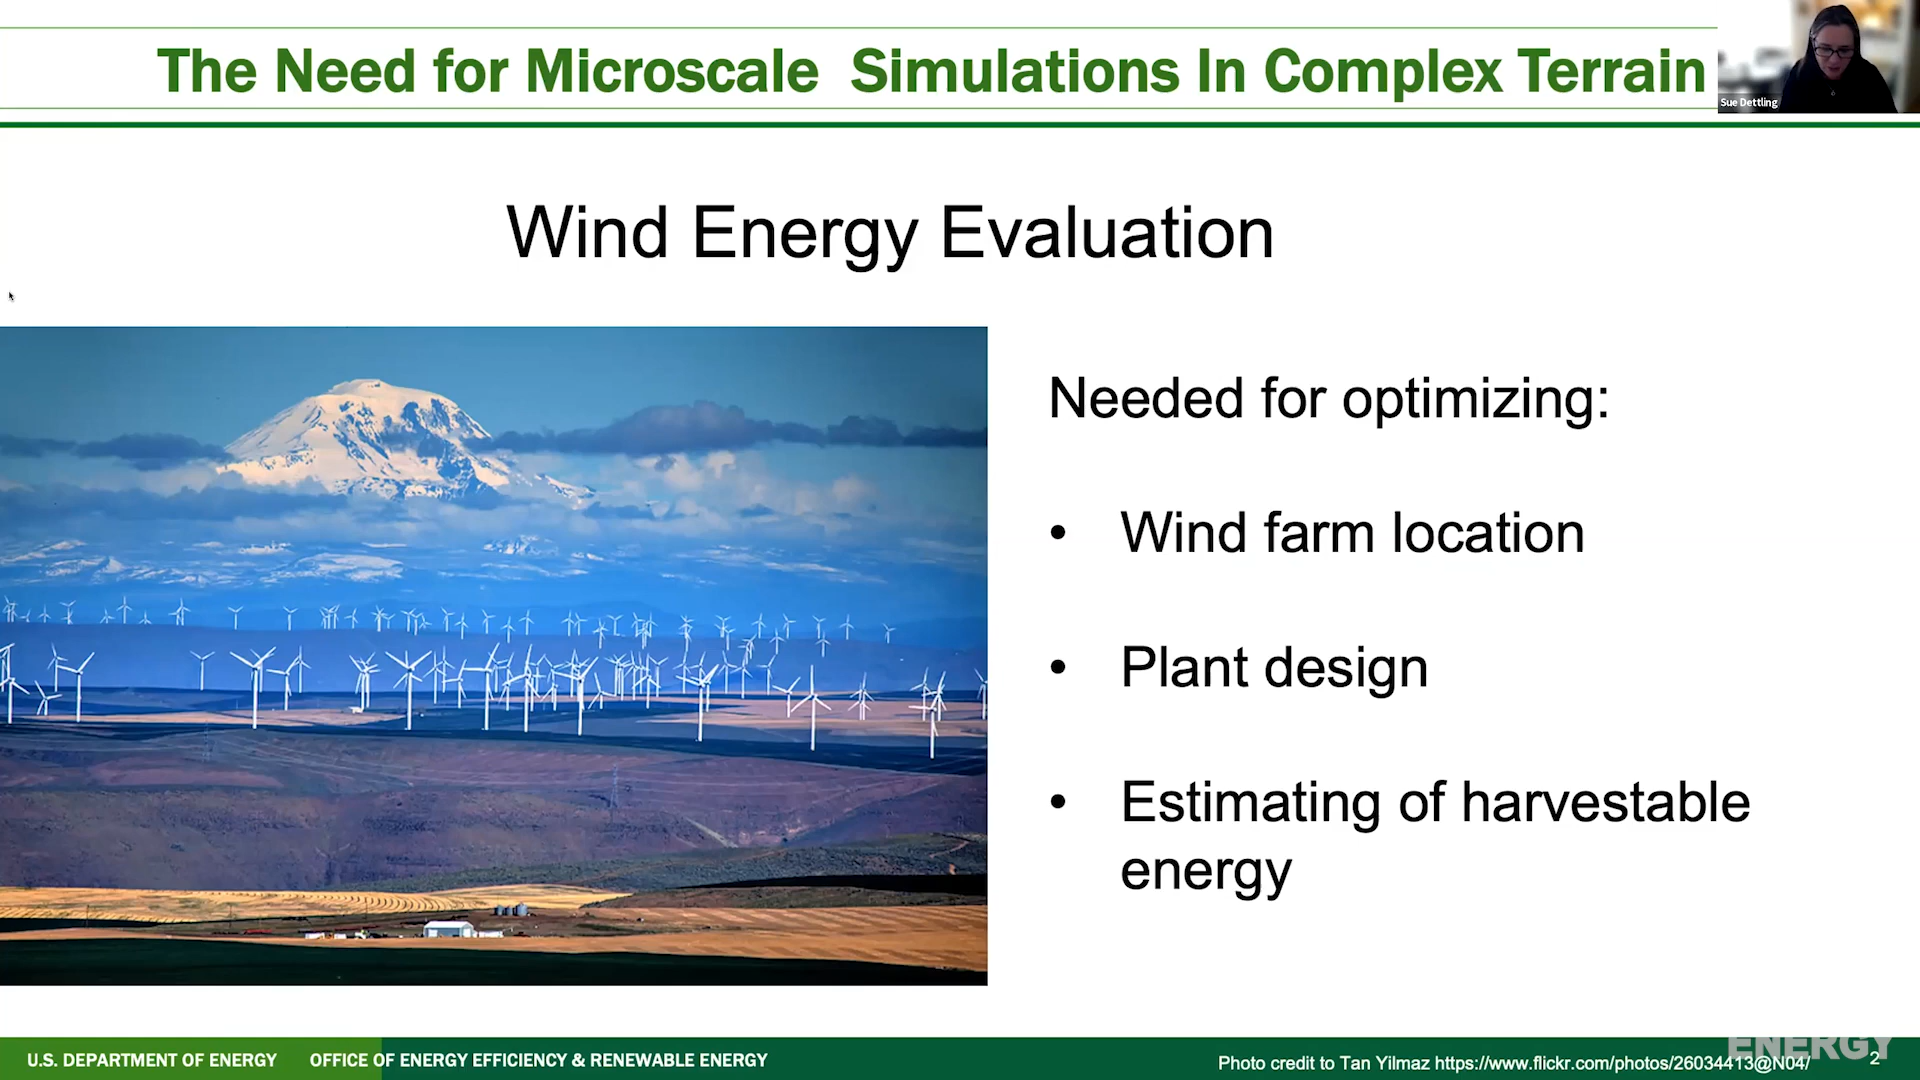 The Need for Microscale  Simulations In Complex Terrain
Sue Dettling
Wind Energy Evaluation
Needed for optimizing:
• Wind farm location
• Plant design
• Estimating of harvestable
energy
U.S. DEPARTMENT OF ENERGY OFFICE OF ENERGY EFFICIENCY & RENEWABLE ENERGY
Photo credit to Tan Yilmaz https://www.flickr.com/photos/26034413@N04/
ENERGY
2